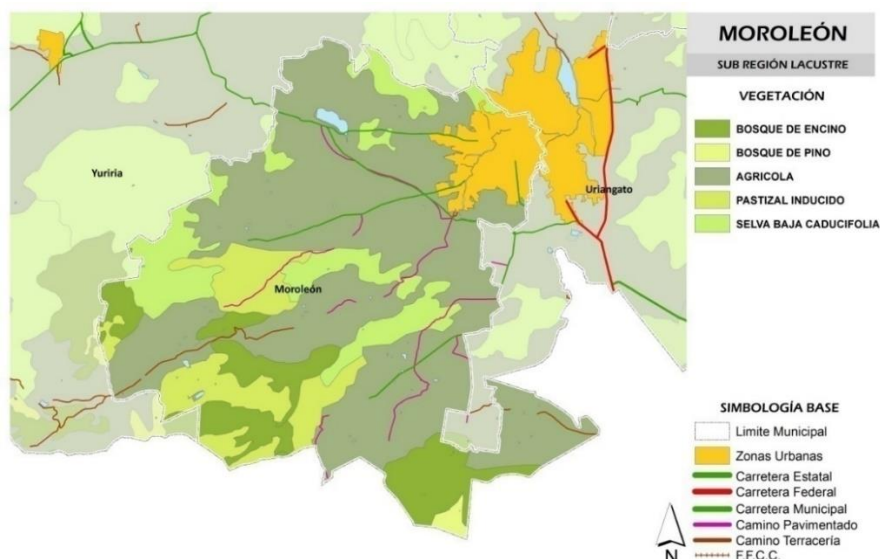 MOROLEÓN
SUB REGIÓN LACUSTRE
VEGETACIÓN
BOSQUE DE ENCINO
BOSQUE DE PINO
AGRICOLA
PASTIZAL INDUCIDO
SELVA BAJA CADUCIFOLIA
Yuriria
Uriangato
Moroleón
SIMBOLOGÍA BASE
Limite Municipal
Zonas Urbanas
Carretera Estatal
Carretera Federal
Carretera Municipal
Camino Pavimentado
Camino Terracería
F.F.C.C.
N